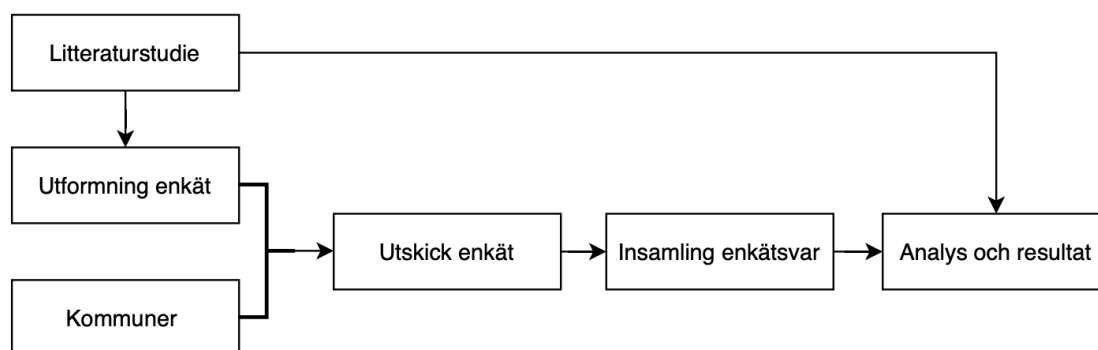 Litteraturstudie
Utformning enkät
Kommuner
Utskick enkät
Insamling enkätsvar
Analys och resultat